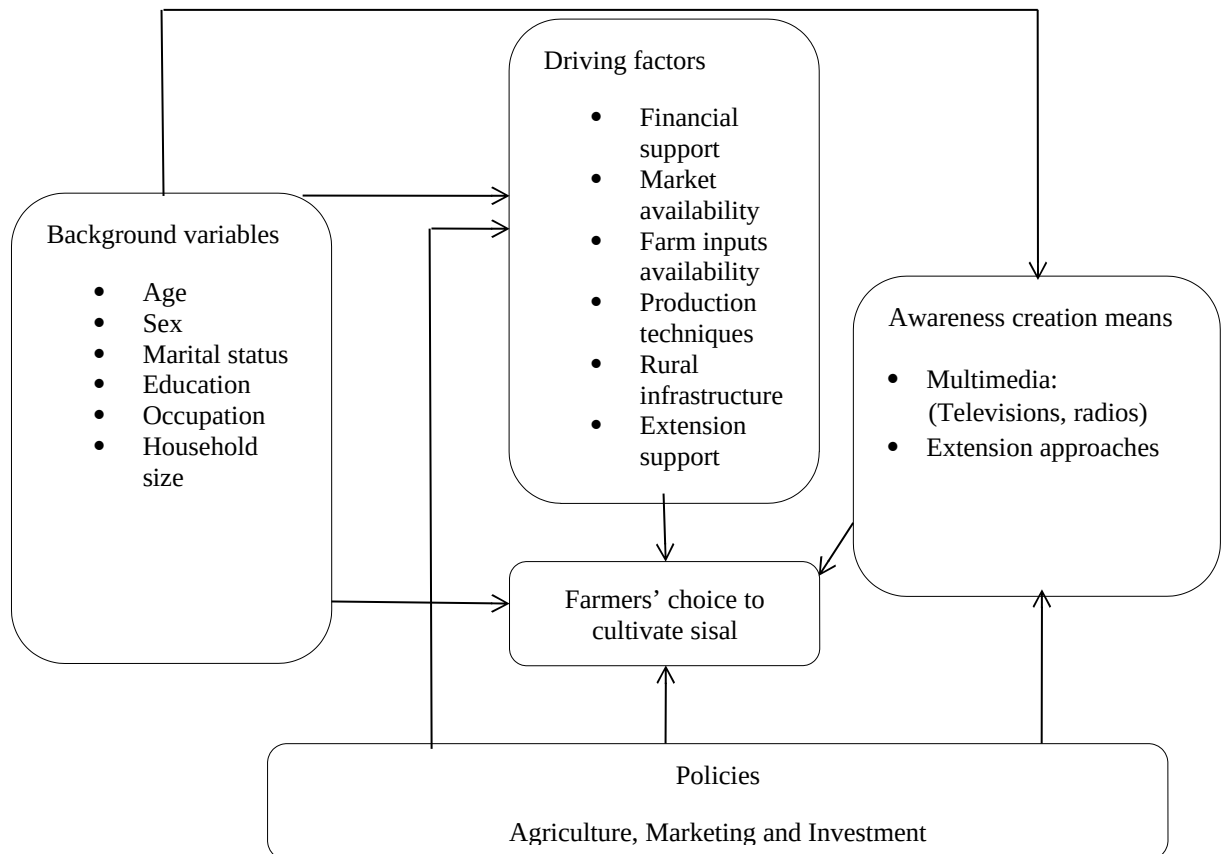 Driving factors
• Financial
support
• Market
availability
• Farm inputs
availability
• Production
techniques
• Rural
infrastructure
• Extension
support
Background variables
• Age
• Sex
• Marital status
• Education
• Occupation
• Household
size
Awareness creation means
• Multimedia:
(Televisions, radios)
• Extension approaches
Farmers’ choice to
cultivate sisal
Policies
Agriculture, Marketing and Investment